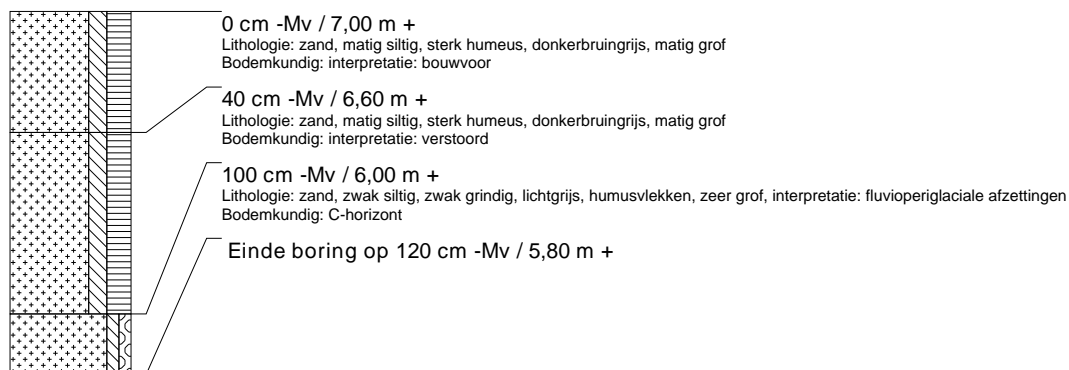 0 cm -Mv / 7,00 m +
Lithologie: zand, matig siltig, sterk humeus, donkerbruingrijs, matig grof
Bodemkundig: interpretatie: bouwvoor
40 cm -Mv / 6,60 m +
Lithologie: zand, matig siltig, sterk humeus, donkerbruingrijs, matig grof
Bodemkundig: interpretatie: verstoord
100 cm -Mv / 6,00 m +
Lithologie: zand, zwak siltig, zwak grindig, lichtgrijs, humusvlekken, zeer grof, interpretatie: fluvioperiglaciale afzettingen
Bodemkundig: C-horizont
Einde boring op 120 cm -Mv / 5,80 m +